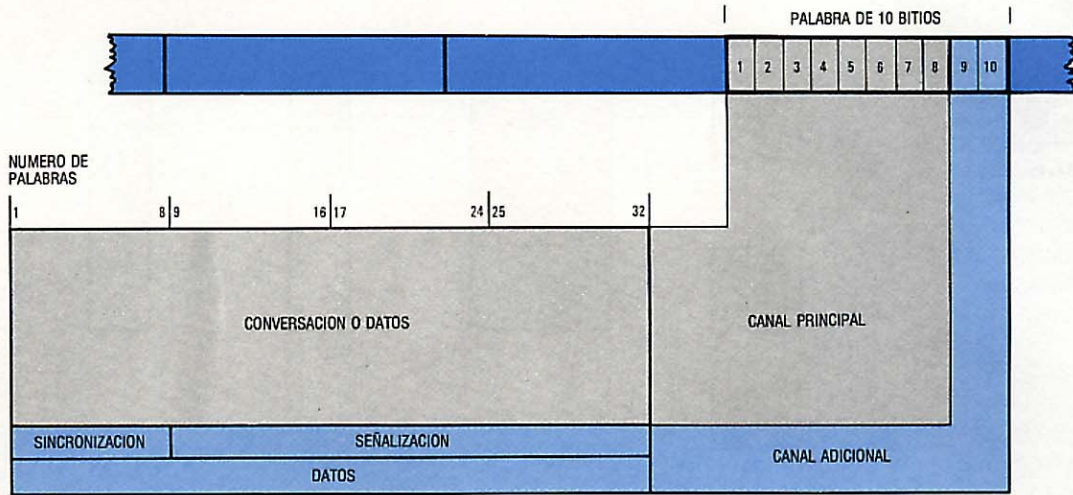 PALABRA DE 10 BITIOS
1 2 3 4 5 6 7 8 9 10
NUMERO DE
PALABRAS
1 8 9 16 17 24 25 32
CONVERSACION O DATOS
CANAL PRINCIPAL
SINCRONIZACION
SEÑALIZACION
CANAL ADICIONAL
DATOS